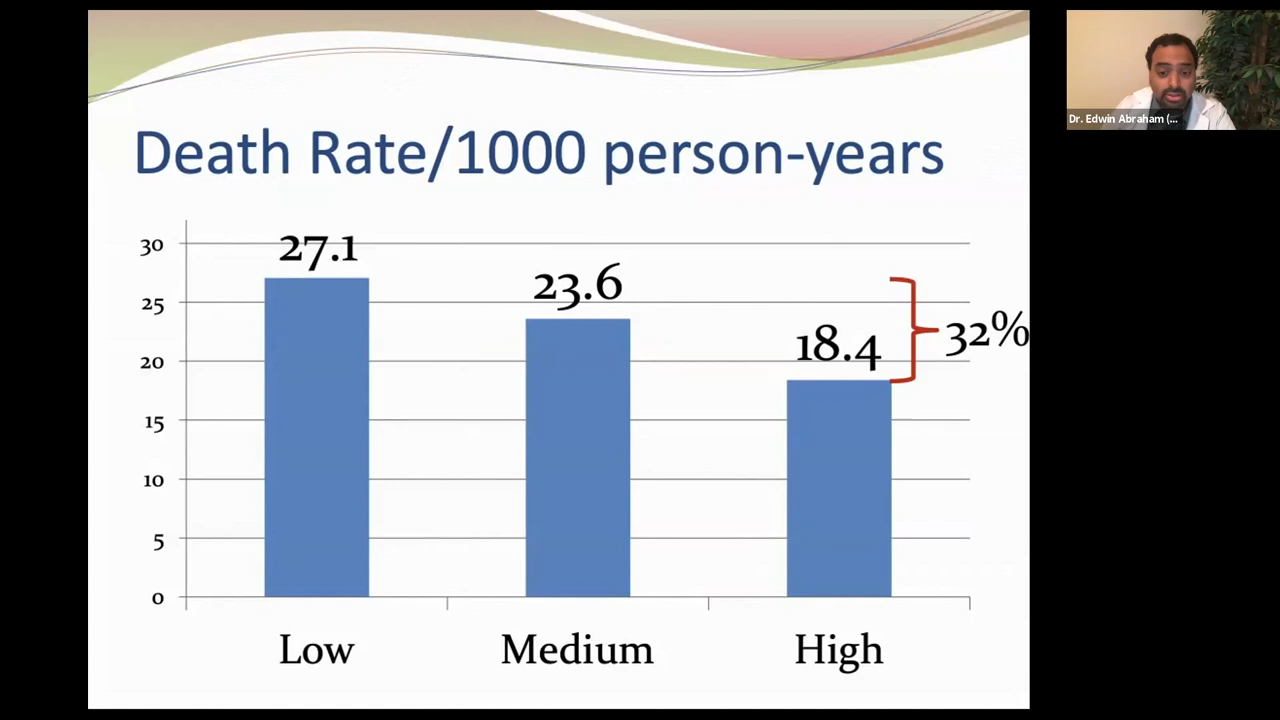 Death Rate/1000 person-years
30
25
20
15
10
5
0
27.1
23.6
18.4
32%
Low
Medium
High
Dr. Edwin Abraham (...